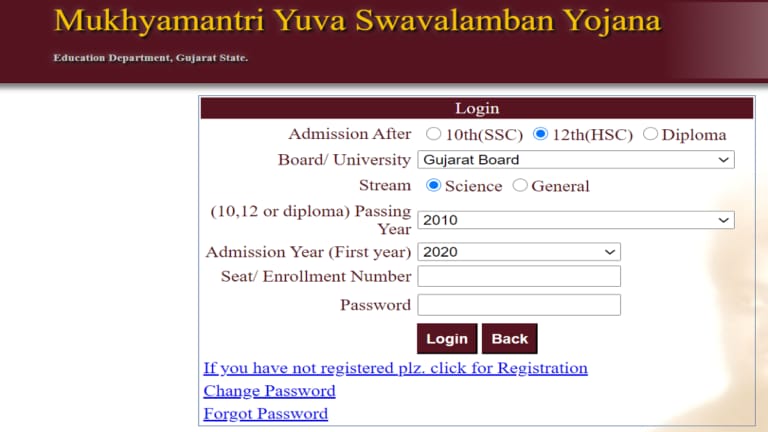 Mukhyamantri Yuva Swavalamban Yojana
Education Department, Gujarat State.
Login
Admission After 10th(SSC) 12th(HSC) Diploma
Board/ University Gujarat Board
Stream Science General
(10,12 or diploma) Passing
Year 2010
Admission Year (First year) 2020
Seat/ Enrollment Number
Password
Login Back
If you have not registered plz. click for Registration
Change Password
Forgot Password